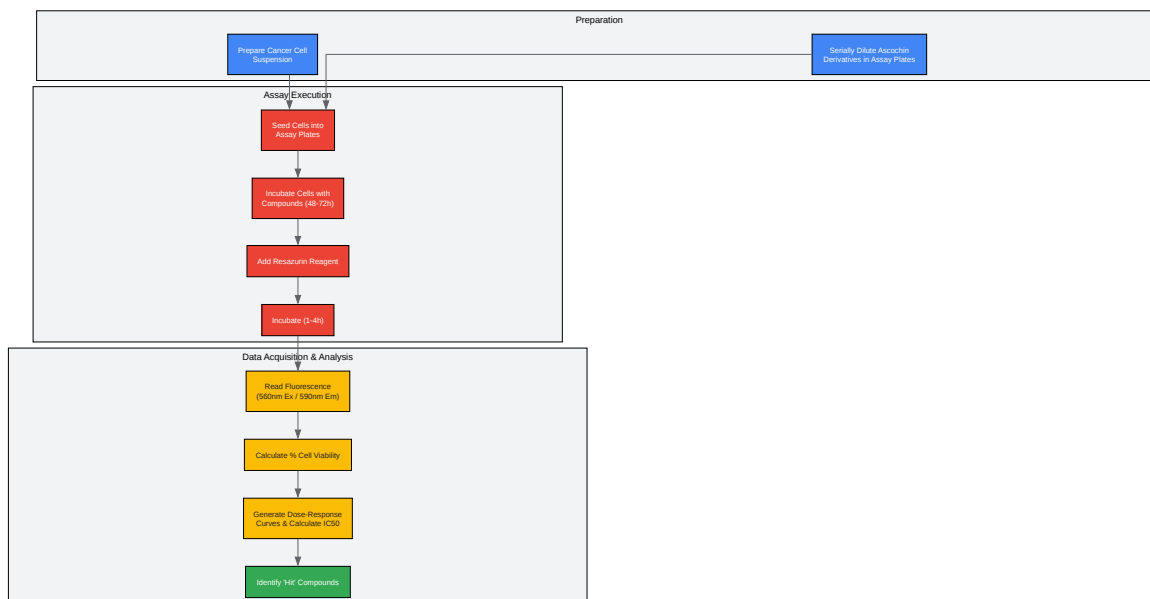 Preparation
Prepare Cancer Cell
Suspension
Serially Dilute Ascochin
Derivatives in Assay Plates
Assay Execution
Seed Cells into
Assay Plates
Incubate Cells with
Compounds (48-72h)
Add Resazurin Reagent
Incubate (1-4h)
Data Acquisition & Analysis
Read Fluorescence
(560nm Ex / 590nm Em)
Calculate % Cell Viability
Generate Dose-Response
Curves & Calculate IC50
Identify 'Hit' Compounds